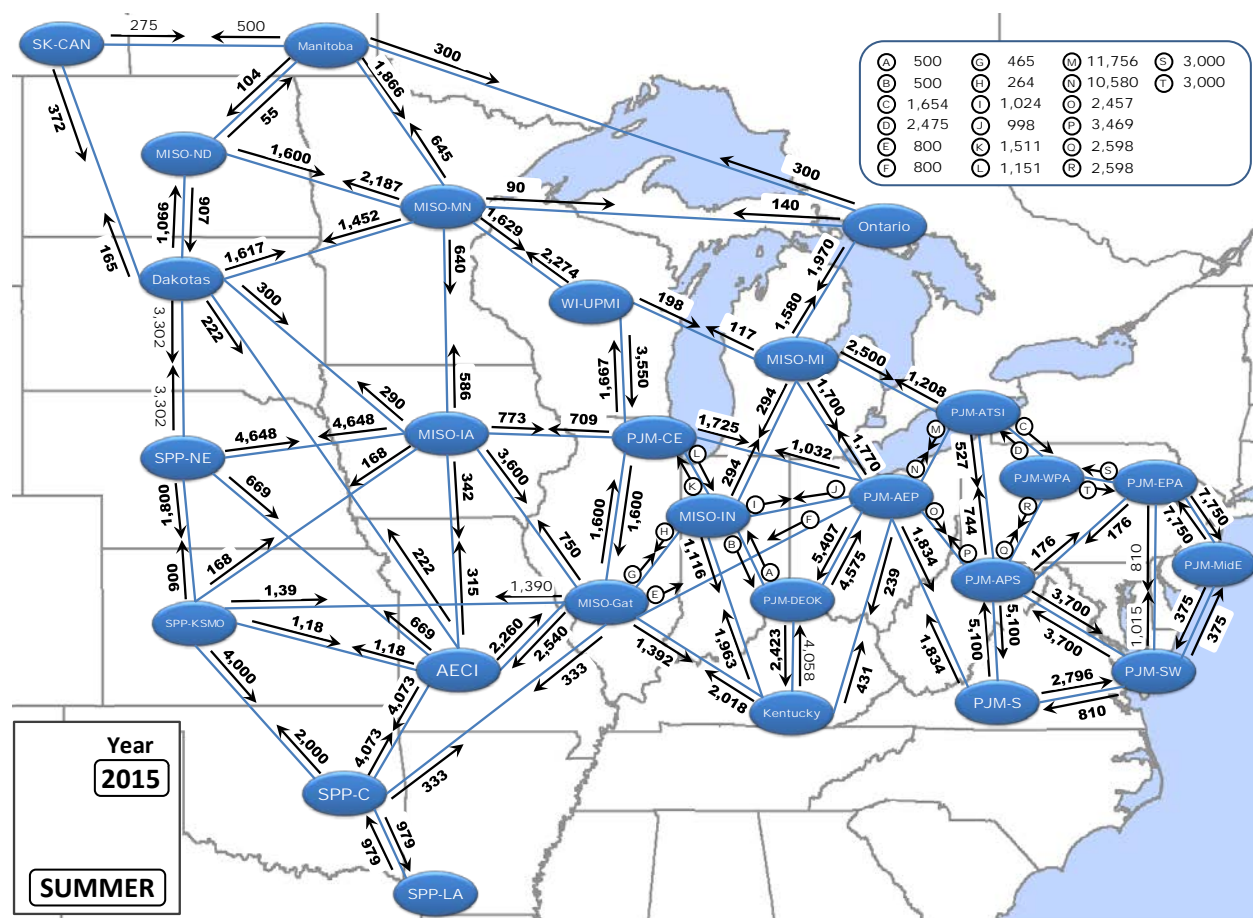 SK-CAN
275
500
Manitoba
300
A 500
B 500
C 1,654
D 2,475
E 800
F 800
G 465
H 264
I 1,024
J 998
K 1,511
L 1,151
M 11,756
N 10,580
O 2,457
P 3,469
Q 2,598
R 2,598
S 3,000
T 3,000
372
104
55
1,866
645
MISO-ND
1,600
2,187
MISO-MN
90
300
140
Ontario
1,066
907
1,452
1,629
2,274
165
Dakotas
1,617
640
WI-UPMI
198
117
1,970
1,580
300
222
3,302
3,302
MISO-MI
2,500
1,208
1,667
3,550
586
290
294
1,700
1,770
SPP-NE
4,648
4,648
MISO-IA
773
709
PJM-CE
1,725
1,032
PJM-ATSI
M
C
N
D
527
744
PJM-WPA
S
T
PJM-EPA
7,750
7,750
669
168
342
3,600
L
K
294
MISO-IN
I
J
PJM-AEP
O
P
R
Q
1,800
906
168
1,600
1,600
750
H
G
1,116
B
A
F
5,407
4,575
1,834
239
176
176
810
PJM-MidE
PJM-APS
222
315
1,39
1,390
MISO-Gat
E
PJM-DEOK
3,700
3,700
375
375
1,015
SPP-KSMO
1,18
1,18
669
2,260
2,540
AECI
1,392
1,963
2,423
4,058
431
1,834
5,100
5,100
PJM-SW
4,000
4,073
333
2,018
Kentucky
PJM-S
2,796
810
2,000
4,073
333
SPP-C
979
979
SPP-LA
Year
2015
SUMMER